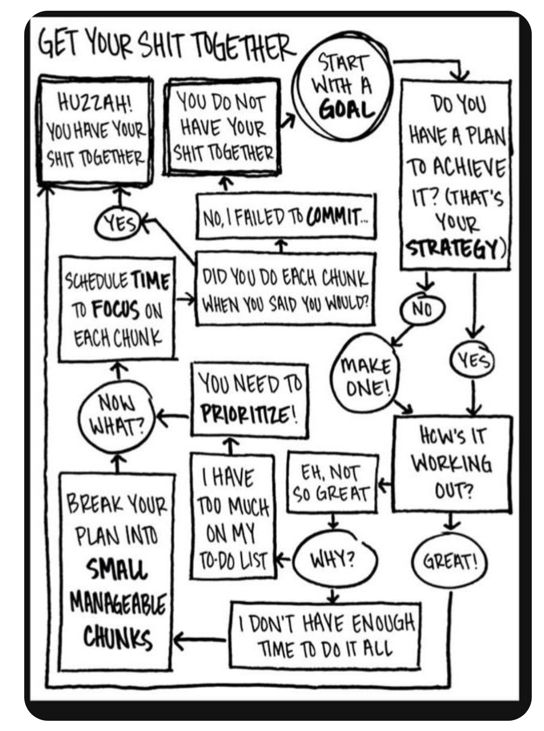 GET YOUR SHIT TOGETHER
START
WITH A
GOAL
DO YOU
HAVE A PLAN
TO ACHIEVE
IT? (THAT'S
YOUR
STRATEGY)
NO
MAKE
ONE!
YES
HOW'S IT
WORKING
OUT?
GREAT!
EH, NOT
SO GREAT
WHY?
I HAVE
TOO MUCH
ON MY
TO-DO LIST
YOU NEED TO
PRIORITIZE!
I DON'T HAVE ENOUGH
TIME TO DO IT ALL
BREAK YOUR
PLAN INTO
SMALL
MANAGEABLE
CHUNKS
NOW
WHAT?
SCHEDULE TIME
TO FOCUS ON
EACH CHUNK
DID YOU DO EACH CHUNK
WHEN YOU SAID YOU WOULD?
NO, I FAILED TO COMMIT...
YOU DO NOT
HAVE YOUR
SHIT TOGETHER
YES
HUZZAH!
YOU HAVE YOUR
SHIT TOGETHER